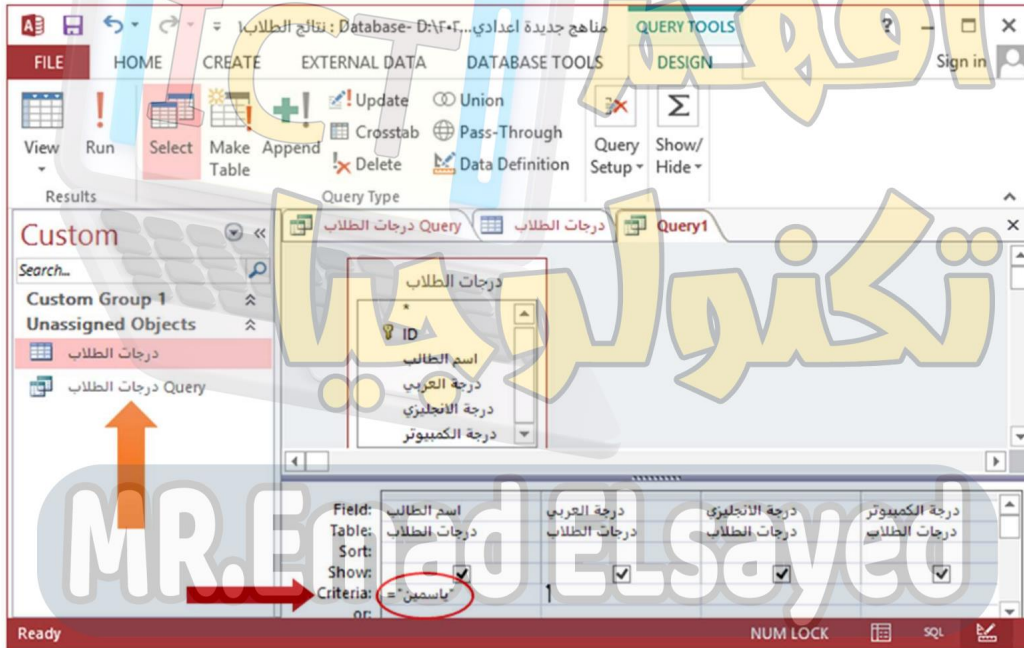 نتائج الطلاب١ : Database- D:\٢٠٢...مناهج جديدة اعدادي
QUERY TOOLS
?
Sign in
FILE HOME CREATE EXTERNAL DATA DATABASE TOOLS DESIGN
View
Run
Select
Make Table
Append
Update
Crosstab
Delete
Union
Pass-Through
Data Definition
Query Setup
Show/ Hide
Results
Query Type
افهم
ICT
تكنولوجيا
Custom
Search...
Custom Group 1
Unassigned Objects
درجات الطلاب
درجات الطلاب Query
درجات الطلاب Query
درجات الطلاب
Query1
درجات الطلاب
*
ID
اسم الطالب
درجة العربي
درجة الانجليزي
درجة الكمبيوتر
MR.Emad ELsayed
Field: اسم الطالب درجة العربي درجة الانجليزي درجة الكمبيوتر
Table: درجات الطلاب درجات الطلاب درجات الطلاب درجات الطلاب
Sort:
Show:
Criteria: ="ياسمين"
or:
Ready
NUM LOCK
SQL